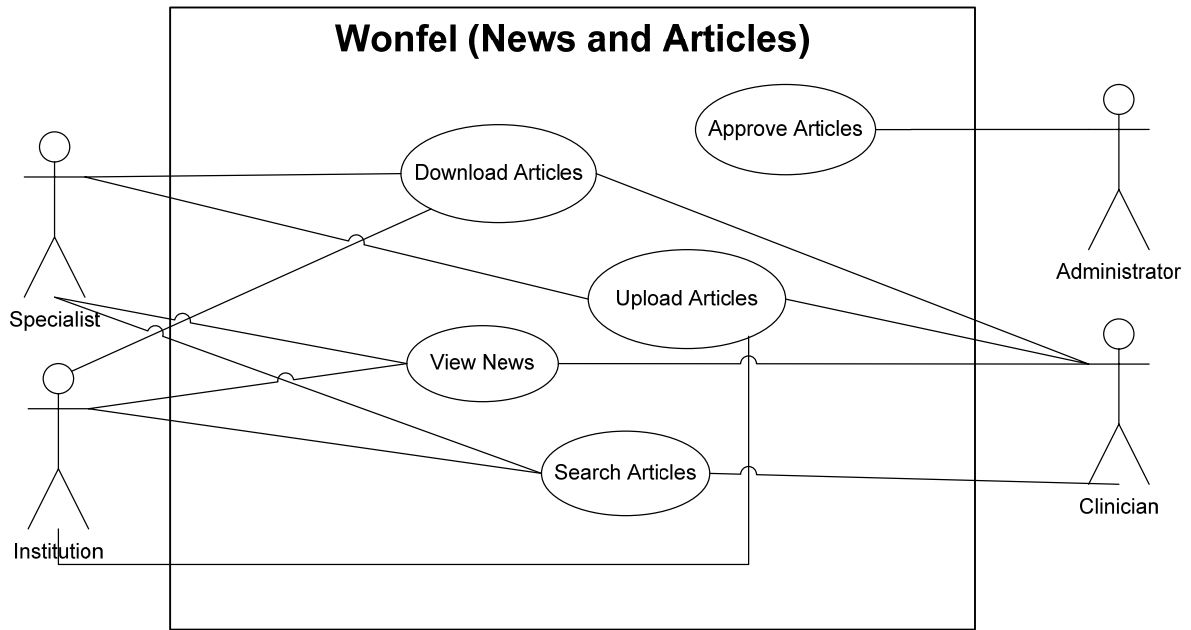 Wonfel (News and Articles)
Approve Articles
Download Articles
Administrator
Upload Articles
Specialist
View News
Search Articles
Clinician
Institution